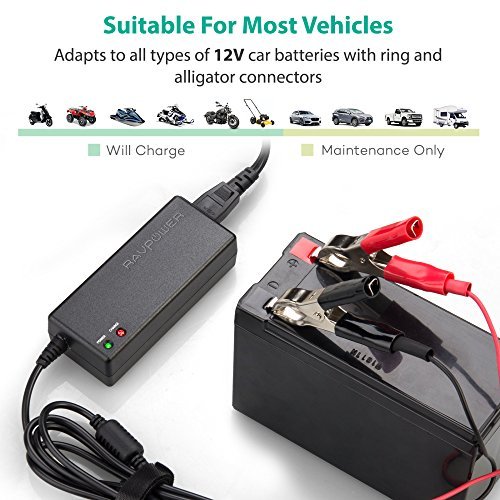 Suitable For Most Vehicles
Adapts to all types of 12V car batteries with ring and
alligator connectors
Will Charge
Maintenance Only
RAVPOWER